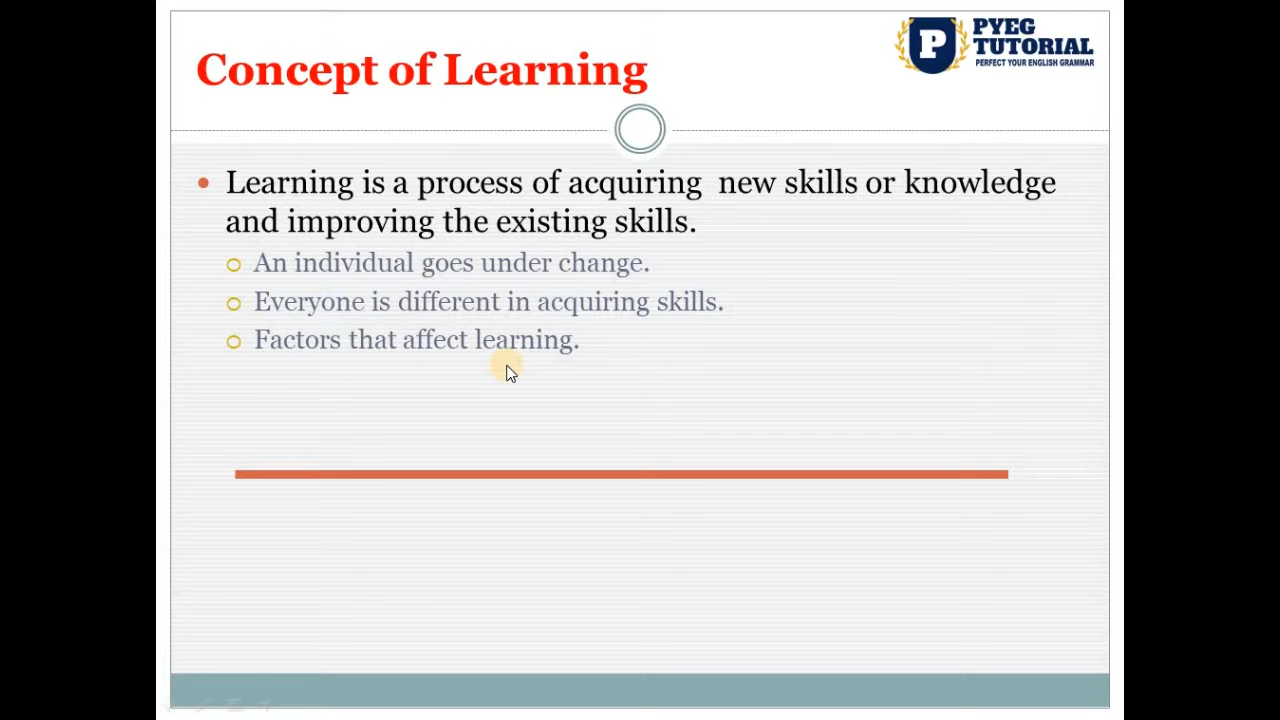 PYEG
TUTORIAL
PERFECT YOUR ENGLISH GRAMMAR
P
Concept of Learning
Learning is a process of acquiring new skills or knowledge
and improving the existing skills.
An individual goes under change.
Everyone is different in acquiring skills.
Factors that affect learning.